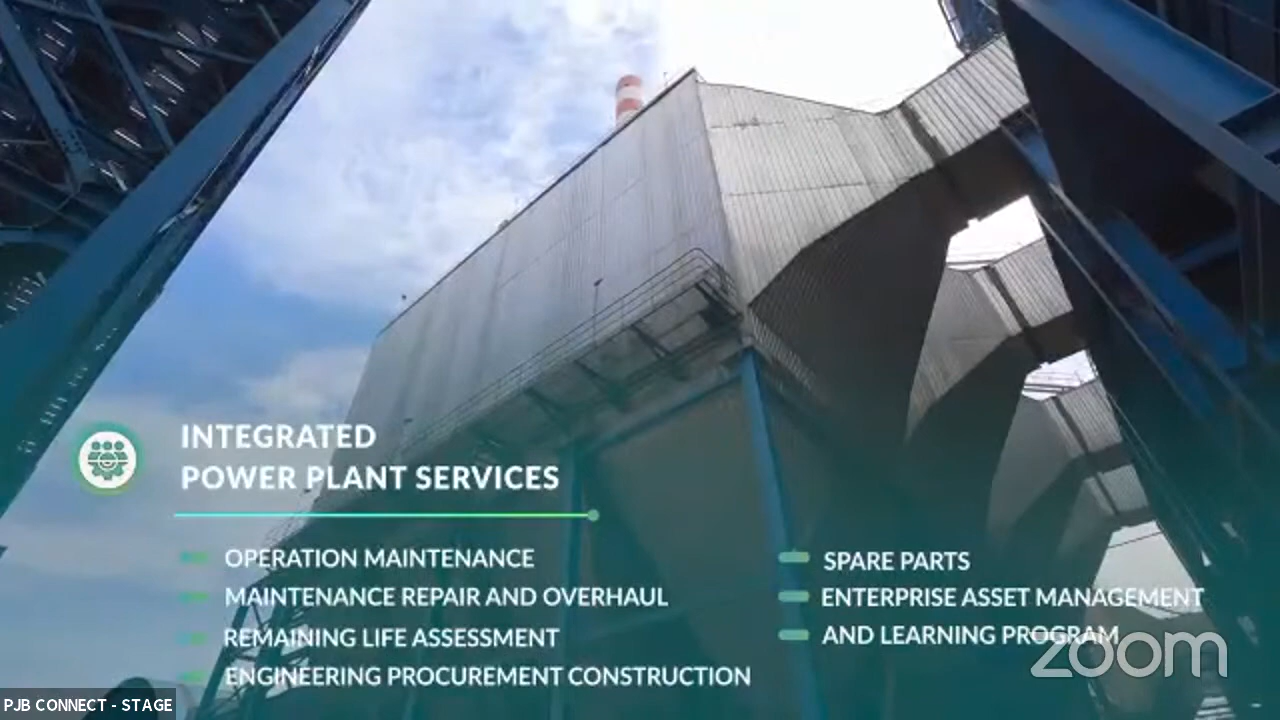 INTEGRATED
POWER PLANT SERVICES
OPERATION MAINTENANCE
MAINTENANCE REPAIR AND OVERHAUL
REMAINING LIFE ASSESSMENT
ENGINEERING PROCUREMENT CONSTRUCTION
SPARE PARTS
ENTERPRISE ASSET MANAGEMENT
AND LEARNING PROGRAM
zoom
PJB CONNECT - STAGE